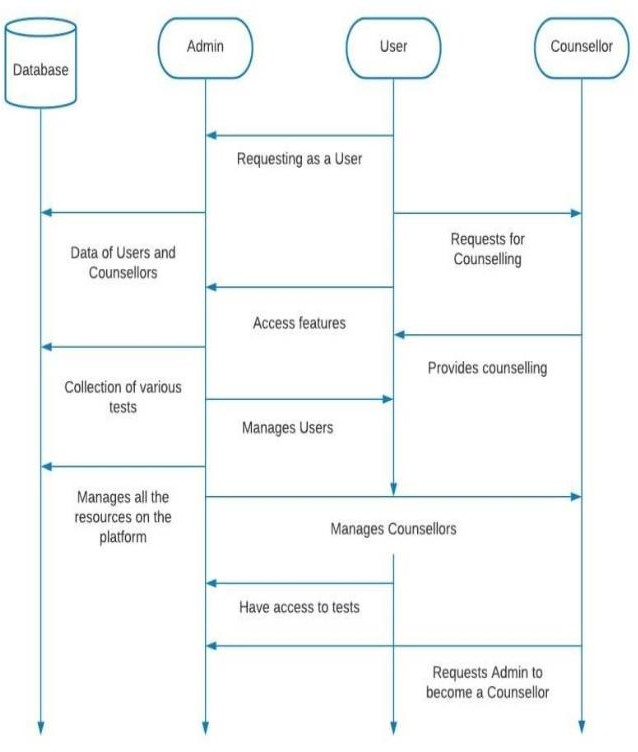 Database
Admin
User
Counsellor
Requesting as a User
Data of Users and
Counsellors
Requests for
Counselling
Access features
Provides counselling
Collection of various
tests
Manages Users
Manages all the
resources on the
platform
Manages Counsellors
Have access to tests
Requests Admin to
become a Counsellor